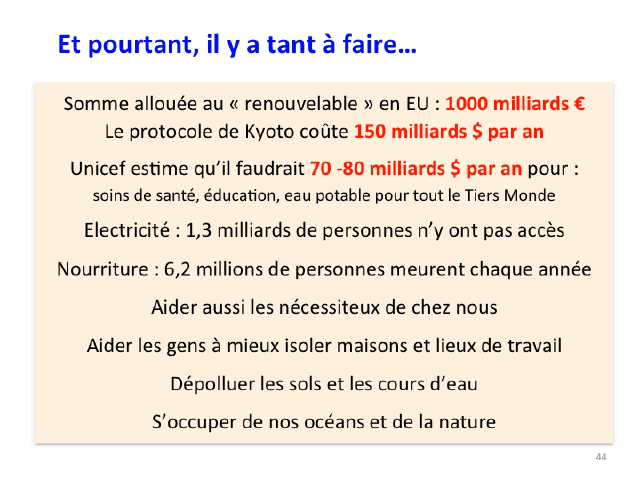 Et pourtant, il y a tant à faire…
Somme allouée au « renouvelable » en EU : 1000 milliards €
Le protocole de Kyoto coûte 150 milliards $ par an
Unicef estime qu’il faudrait 70 -80 milliards $ par an pour :
soins de santé, éducation, eau potable pour tout le Tiers Monde
Electricité : 1,3 milliards de personnes n’y ont pas accès
Nourriture : 6,2 millions de personnes meurent chaque année
Aider aussi les nécessiteux de chez nous
Aider les gens à mieux isoler maisons et lieux de travail
Dépolluer les sols et les cours d’eau
S’occuper de nos océans et de la nature
44